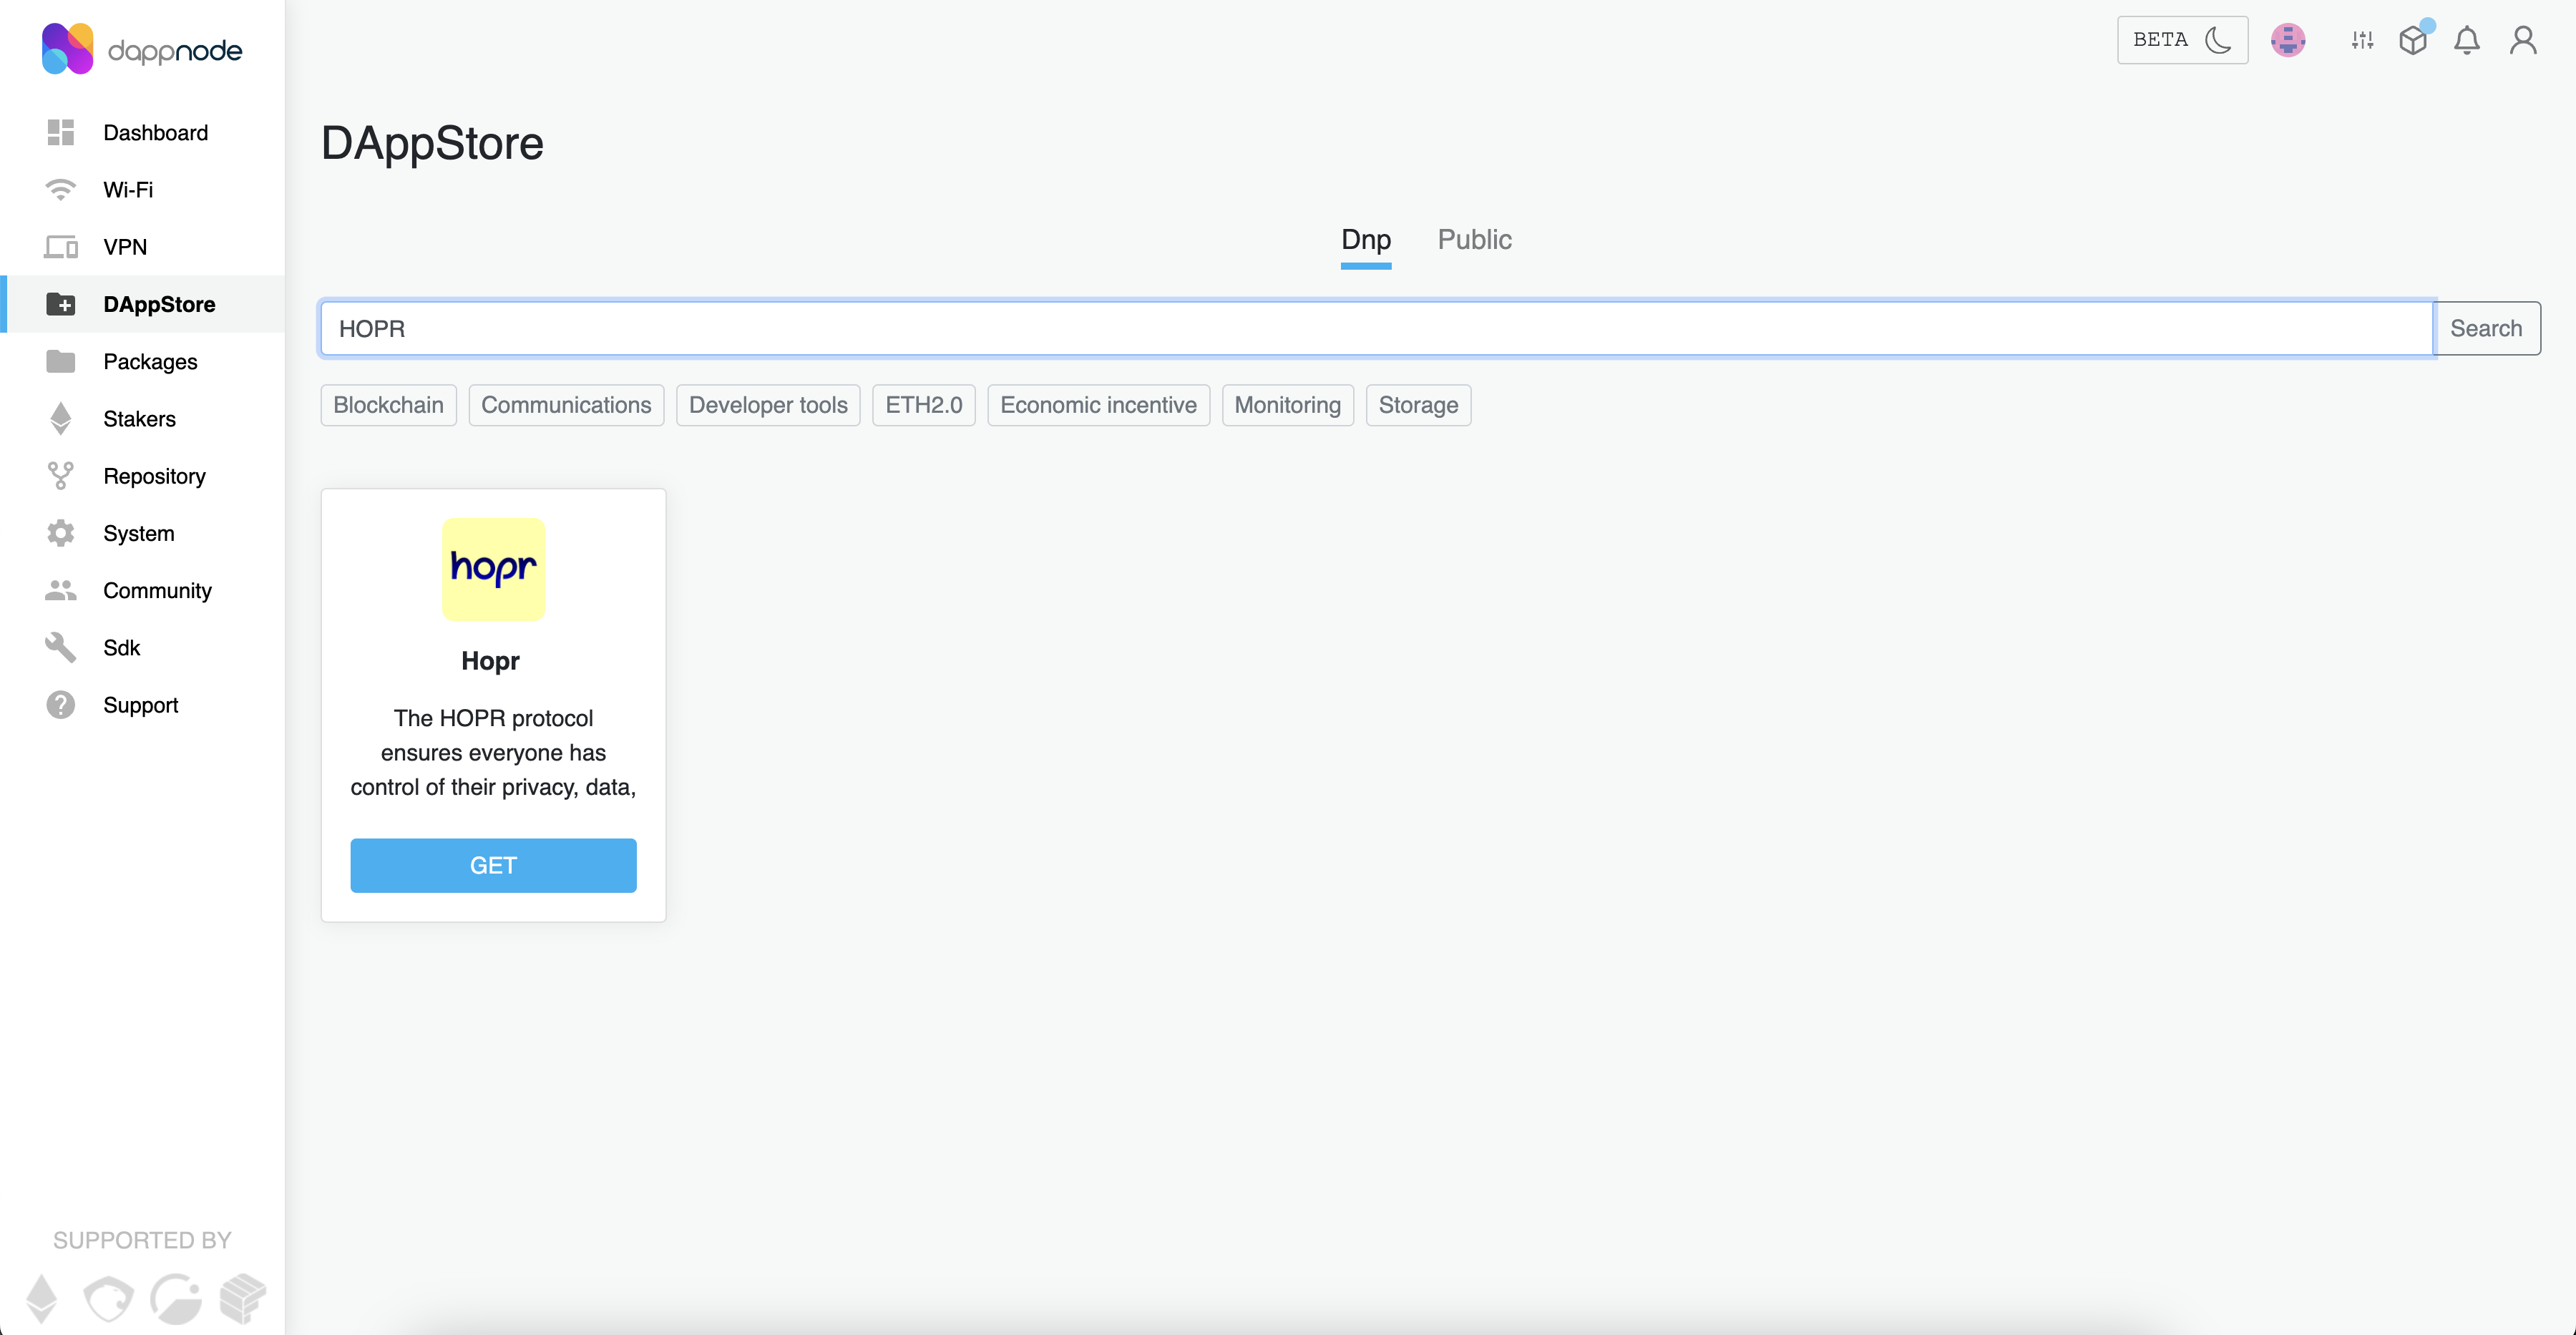 dappnode
Dashboard
Wi-Fi
VPN
DAppStore
Packages
Stakers
Repository
System
Community
Sdk
Support
SUPPORTED BY
BETA
DAppStore
Dnp Public
HOPR Search
Blockchain Communications Developer tools ETH2.0 Economic incentive Monitoring Storage
hopr
Hopr
The HOPR protocol
ensures everyone has
control of their privacy, data,
GET